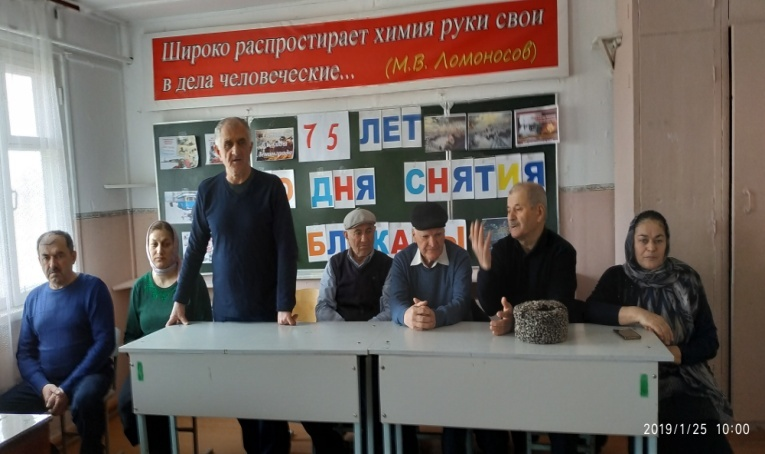 Широко распростирает химия руки свои
в дела человеческие... (М.В. Ломоносов)
75 ЛЕТ
ДНЯ СНЯТИЯ
2019/1/25 10:00